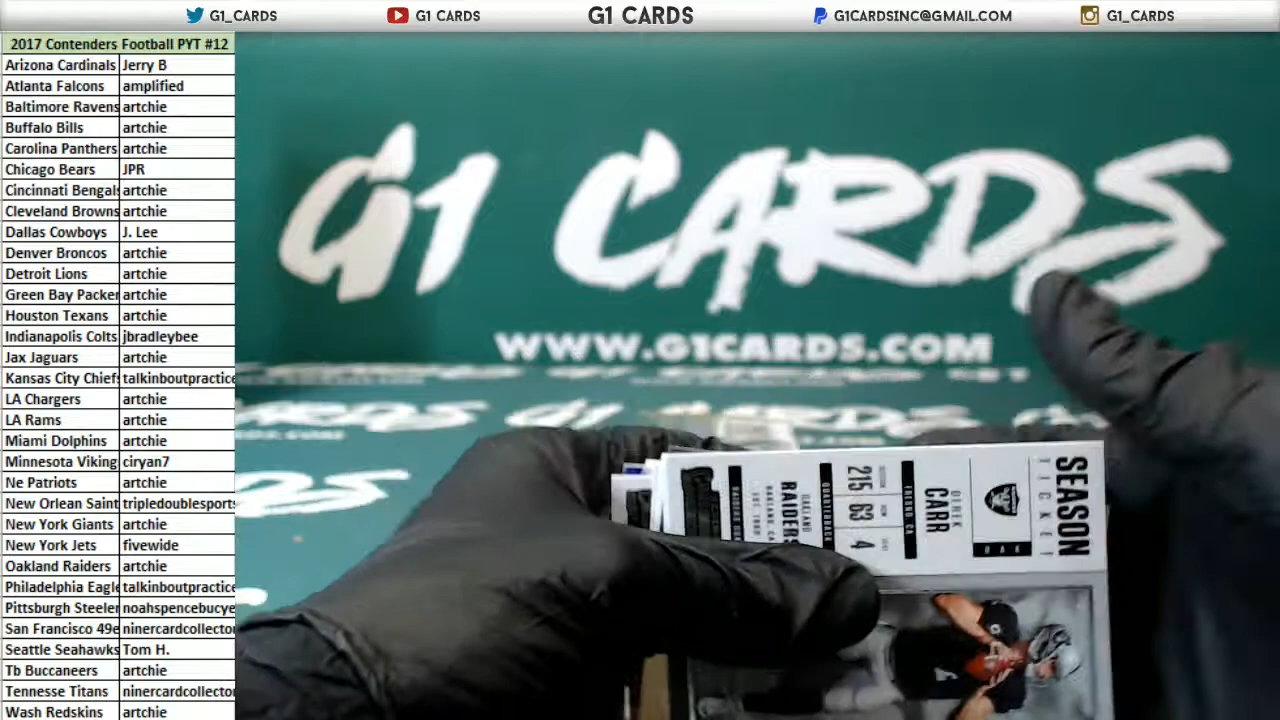 G1_CARDS
G1 CARDS
G1 CARDS
G1CARDSINC@GMAIL.COM
G1_CARDS
2017 Contenders Football PYT #12
Arizona Cardinals Jerry B
Atlanta Falcons amplified
Baltimore Ravens artchie
Buffalo Bills artchie
Carolina Panthers artchie
Chicago Bears JPR
Cincinnati Bengals artchie
Cleveland Browns artchie
Dallas Cowboys J. Lee
Denver Broncos artchie
Detroit Lions artchie
Green Bay Packer artchie
Houston Texans artchie
Indianapolis Colts jbradleybee
Jax Jaguars artchie
Kansas City Chiefs talkinboutpractice
LA Chargers artchie
LA Rams artchie
Miami Dolphins artchie
Minnesota Viking ciryan7
Ne Patriots artchie
New Orlean Saint tripledoublesports
New York Giants artchie
New York Jets fivewide
Oakland Raiders artchie
Philadelphia Eagle talkinboutpractice
Pittsburgh Steeler noahspencebucye
San Francisco 49e ninercardcollector
Seattle Seahawks Tom H.
Tb Buccaneers artchie
Tennesse Titans ninercardcollector
Wash Redskins artchie
G1 CARDS
WWW.G1CARDS.COM
SEASON
TICKET
OAK
DEREK
CARR
FRESNO, CA
215 63 4
QUARTERBACK
OAKLAND
RAIDERS
OAKLAND, CA